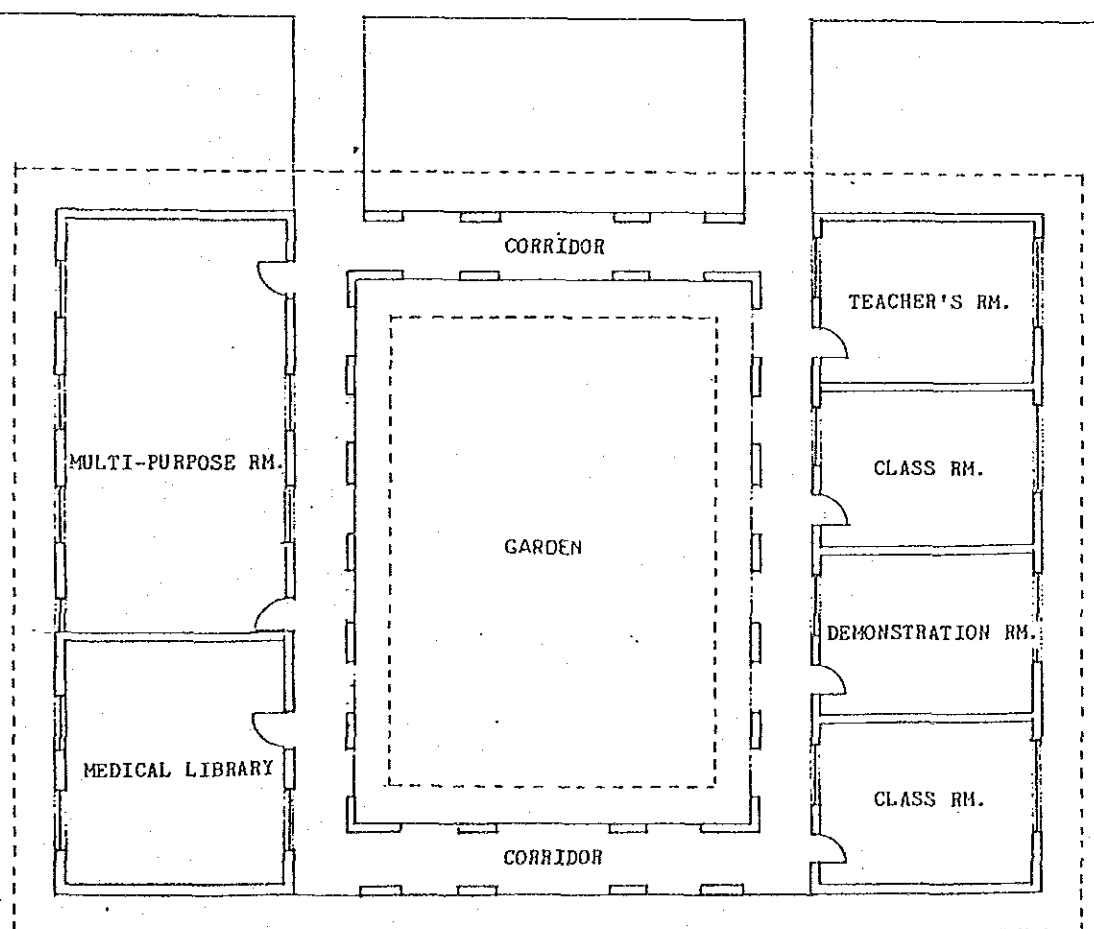 CORRIDOR
TEACHER'S RM.
MULTI-PURPOSE RM.
CLASS RM.
GARDEN
DEMONSTRATION RM.
MEDICAL LIBRARY
CLASS RM.
CORRIDOR